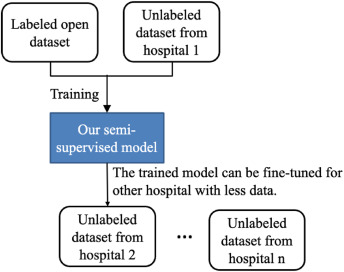 Labeled open
dataset
Unlabeled
dataset from
hospital 1
Training
Our semi-
supervised model
The trained model can be fine-tuned for
other hospital with less data.
Unlabeled
dataset from
hospital 2
...
Unlabeled
dataset from
hospital n